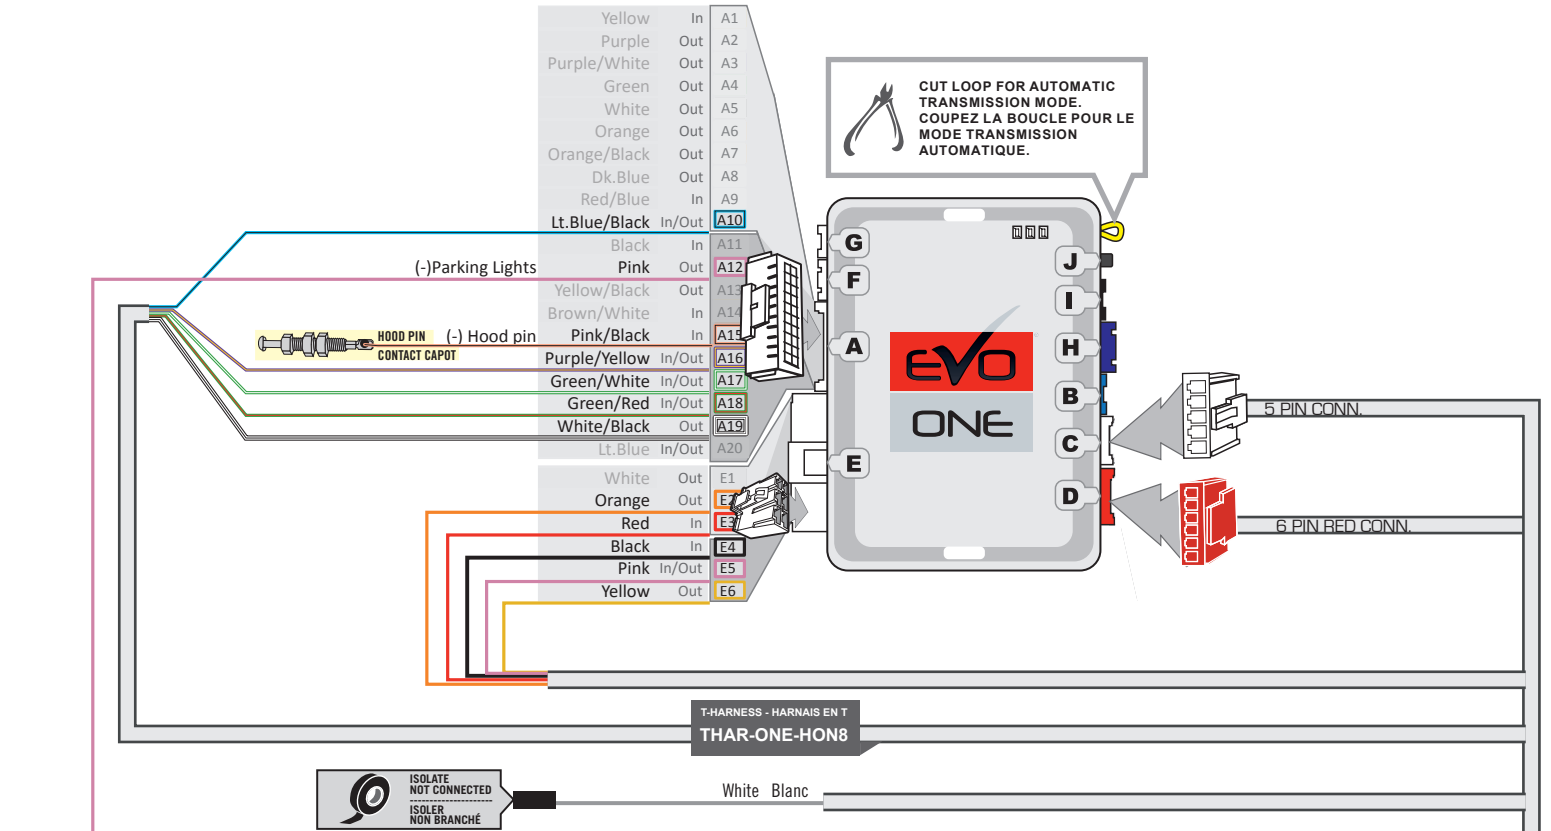 Yellow In A1
Purple Out A2
Purple/White Out A3
Green Out A4
White Out A5
Orange Out A6
Orange/Black Out A7
Dk.Blue Out A8
Red/Blue In A9
Lt.Blue/Black In/Out A10
Black In A11
(-)Parking Lights Pink Out A12
Yellow/Black Out A13
Brown/White In A14
HOOD PIN (-) Hood pin Pink/Black In A15
CONTACT CAPOT
Purple/Yellow In/Out A16
Green/White In/Out A17
Green/Red In/Out A18
White/Black Out A19
Lt.Blue In/Out A20
White Out E1
Orange Out E2
Red In E3
Black In E4
Pink In/Out E5
Yellow Out E6
CUT LOOP FOR AUTOMATIC
TRANSMISSION MODE.
COUPEZ LA BOUCLE POUR LE
MODE TRANSMISSION
AUTOMATIQUE.
G
F
A
E
J
I
H
B
C
D
EVO
ONE
5 PIN CONN.
6 PIN RED CONN.
T-HARNESS - HARNAIS EN T
THAR-ONE-HON8
ISOLATE
NOT CONNECTED
ISOLER
NON BRANCHÉ
White Blanc